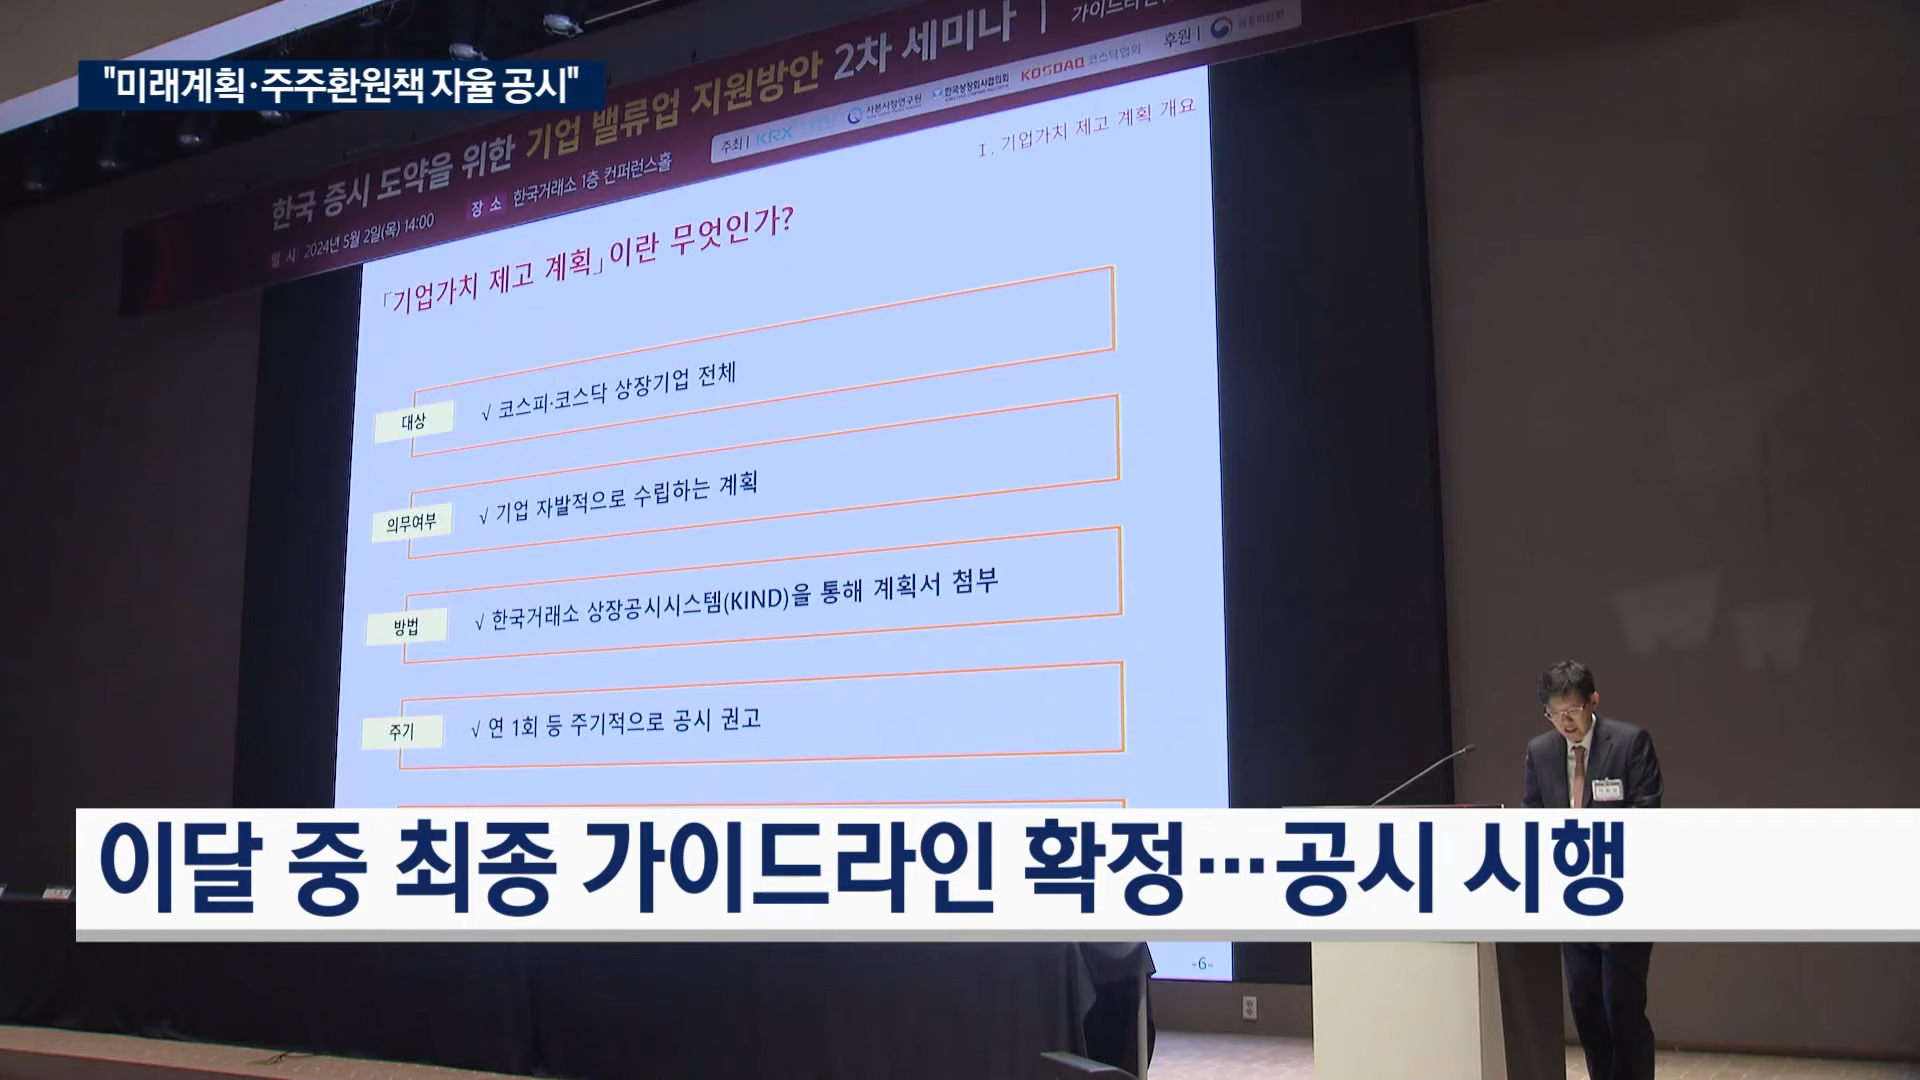 "미래계획·주주환원책 자율 공시"
한국 증시 도약을 위한 기업 밸류업 지원방안 2차 세미나 |
일 시 2024년 5월 2일(목) 14:00 장 소 한국거래소 1층 컨퍼런스홀
주최 | KRX 자본시장연구원 한국상장회사협의회 KOSDAQ 코스닥협회 후원 | 금융위원회
Ⅰ. 기업가치 제고 계획 개요
「기업가치 제고 계획」이란 무엇인가?
대상 √ 코스피·코스닥 상장기업 전체
의무여부 √ 기업 자발적으로 수립하는 계획
방법 √ 한국거래소 상장공시시스템(KIND)을 통해 계획서 첨부
주기 √ 연 1회 등 주기적으로 공시 권고
이달 중 최종 가이드라인 확정…공시 시행
-6-